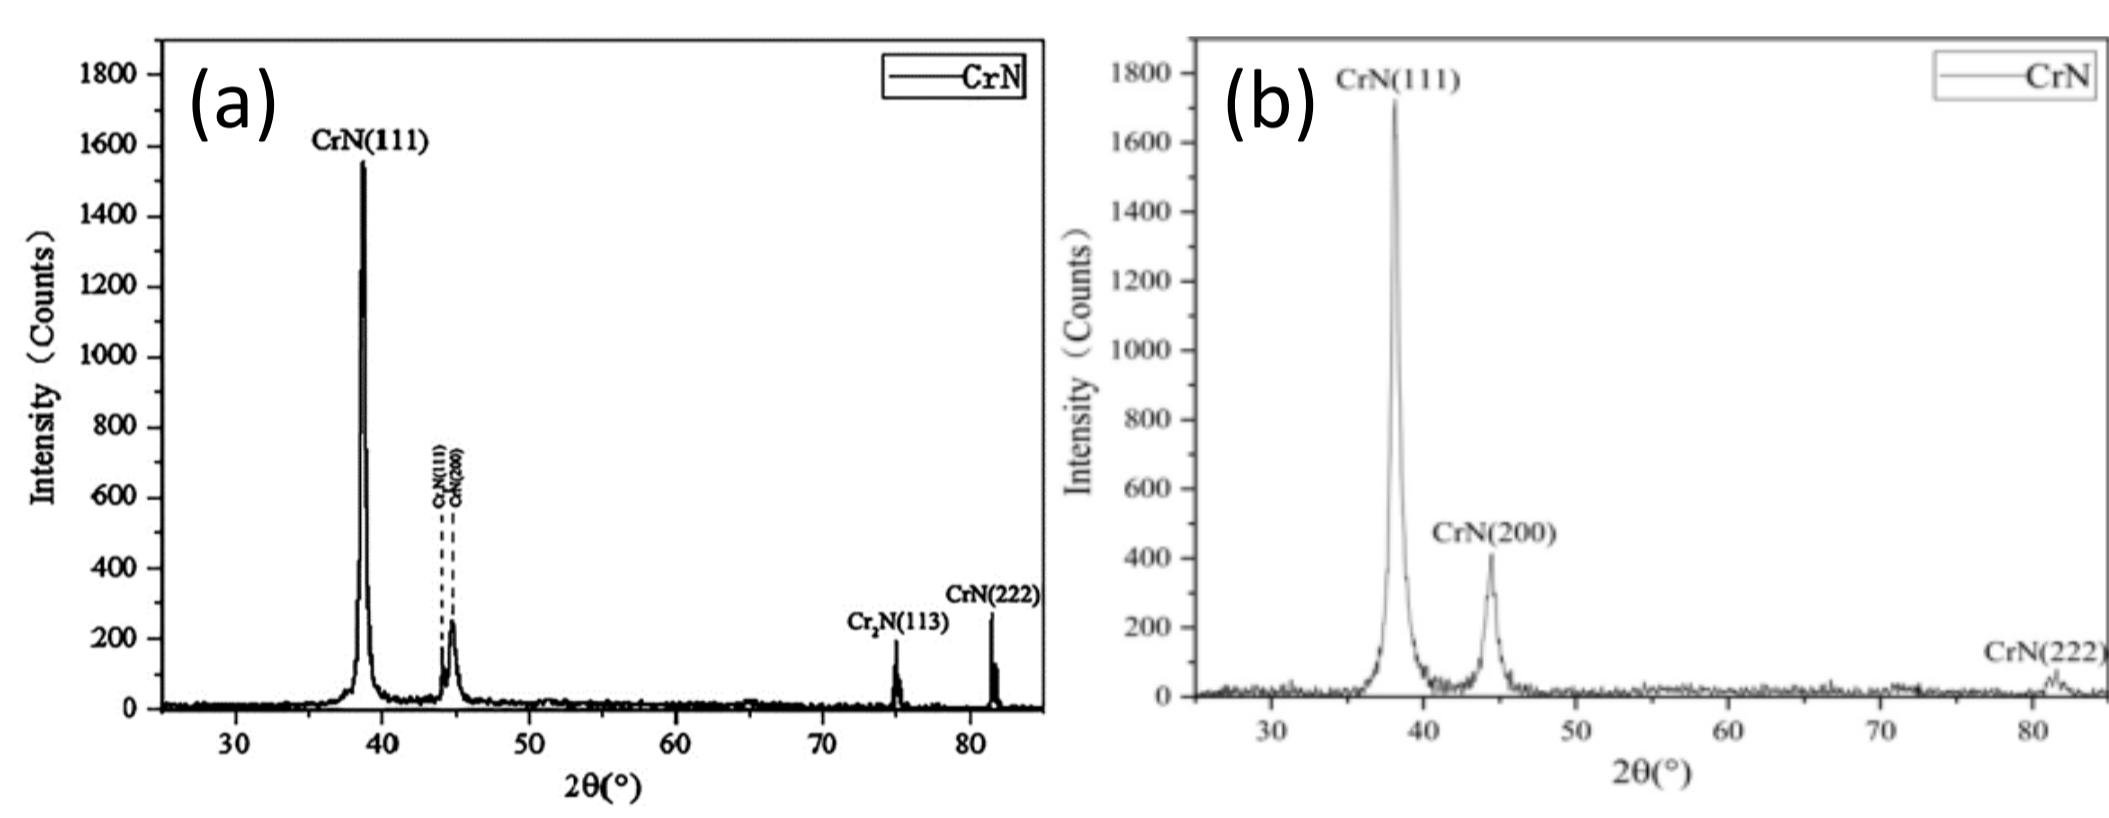 (a)
CrN
1800
1600
1400
1200
1000
800
600
400
200
0
Intensity (Counts)
CrN(111)
Cr₂N(111)
CrN(200)
Cr₂N(113)
CrN(222)
30 40 50 60 70 80
2θ(°)
(b)
CrN
1800
1600
1400
1200
1000
800
600
400
200
0
Intensity (Counts)
CrN(111)
CrN(200)
CrN(222)
30 40 50 60 70 80
2θ(°)